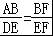 AB/DE = BF/EF